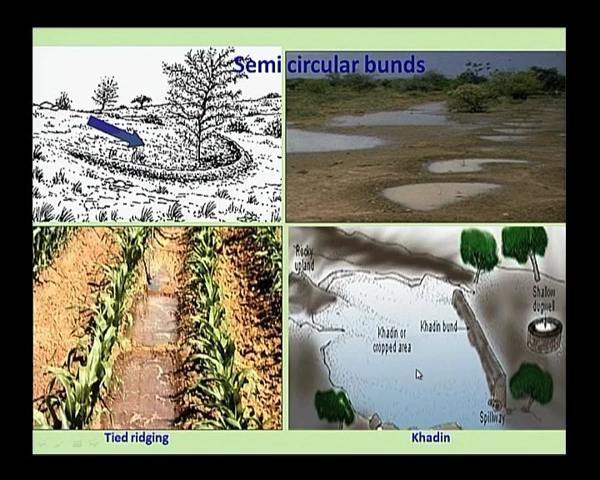 Semi circular bunds
Rocky
upland
Khadin or
cropped area
Khadin bund
Shallow
dugwell
Spillway
Tied ridging
Khadin